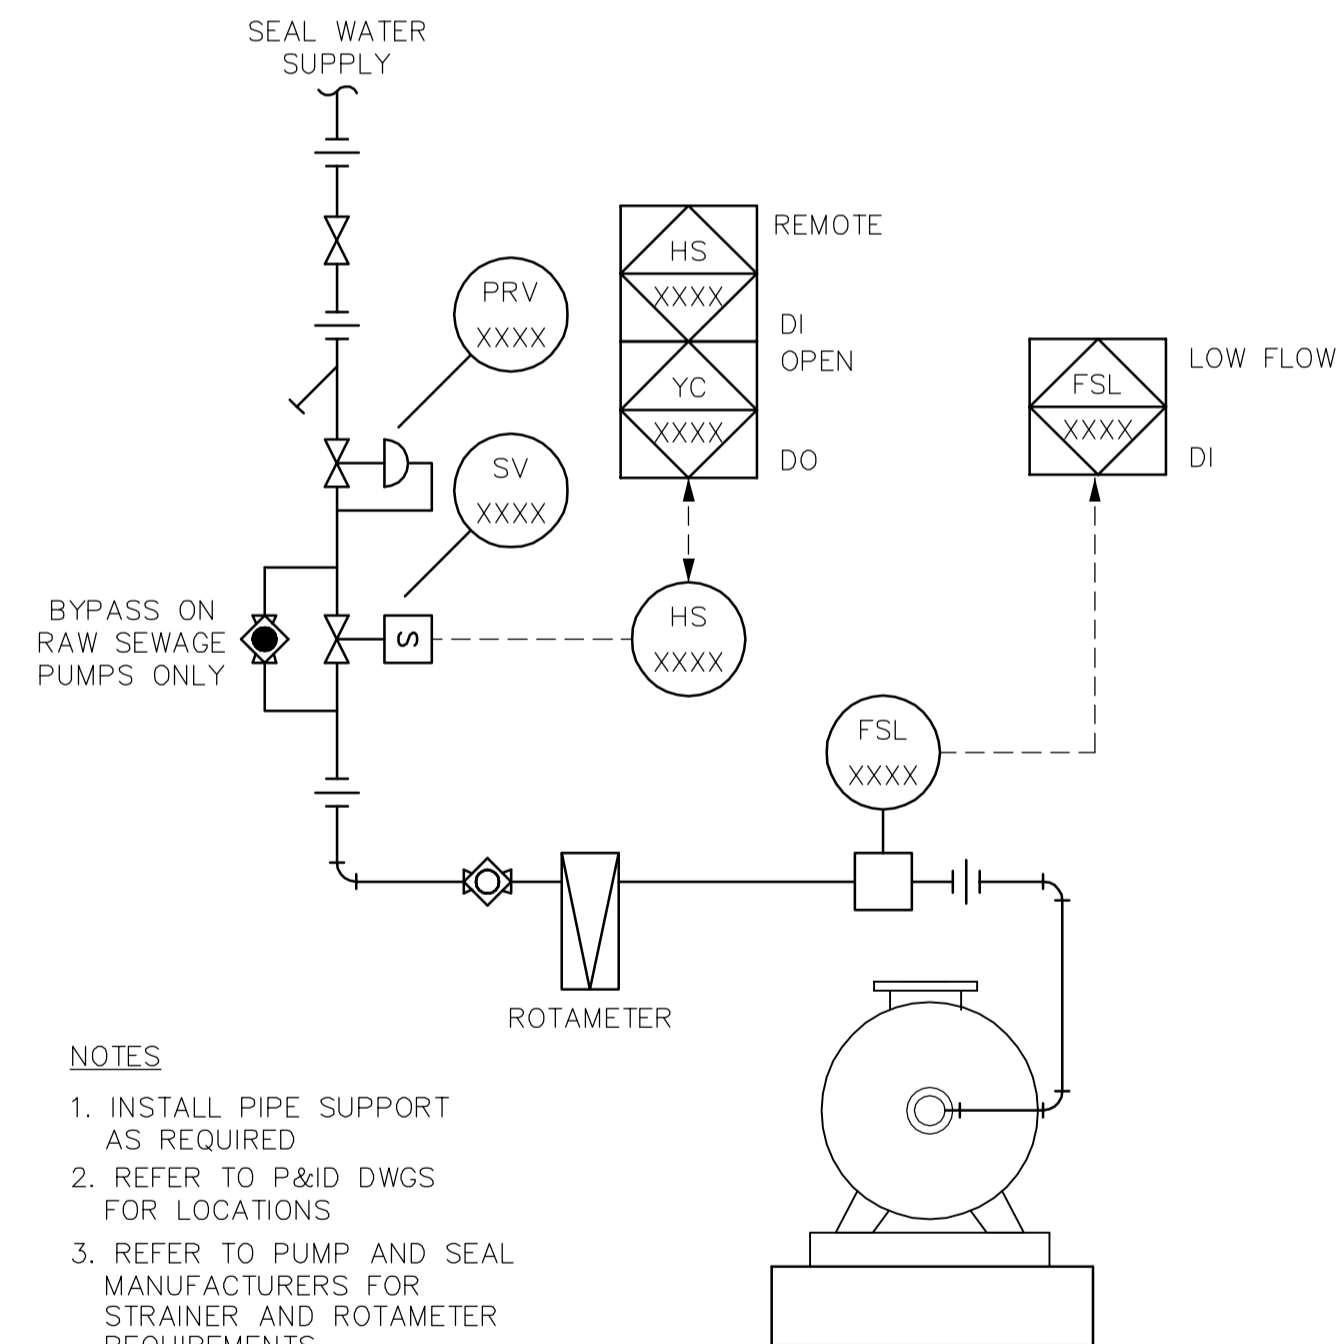 SEAL WATER
SUPPLY
PRV
XXXX
HS
XXXX
REMOTE
DI
OPEN
YC
XXXX
DO
FSL
XXXX
LOW FLOW
DI
SV
XXXX
BYPASS ON
RAW SEWAGE
PUMPS ONLY
S
HS
XXXX
FSL
XXXX
ROTAMETER
NOTES
1. INSTALL PIPE SUPPORT
AS REQUIRED
2. REFER TO P&ID DWGS
FOR LOCATIONS
3. REFER TO PUMP AND SEAL
MANUFACTURERS FOR
STRAINER AND ROTAMETER
REQUIREMENTS